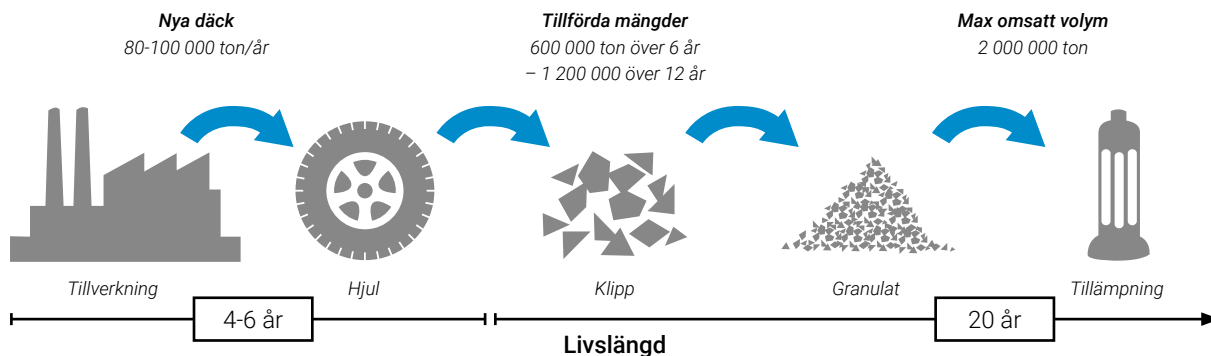 Nya däck
80-100 000 ton/år
Tillförda mängder
600 000 ton över 6 år
– 1 200 000 över 12 år
Max omsatt volym
2 000 000 ton
Tillverkning
Hjul
Klipp
Granulat
Tillämpning
4-6 år
20 år
Livslängd